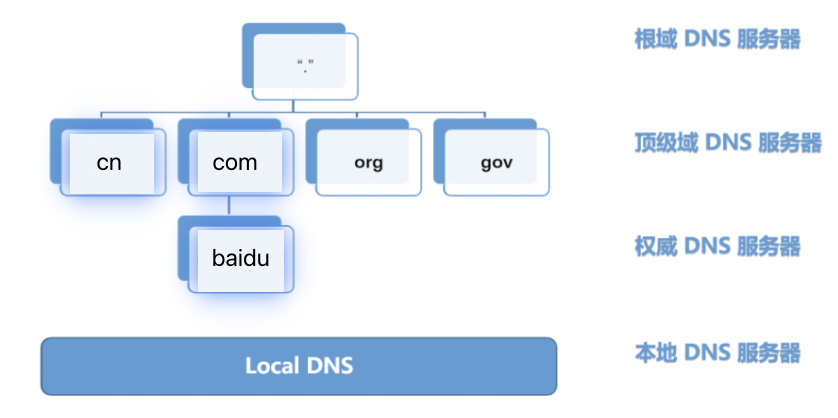 “.”
根域 DNS 服务器
cn com org gov
顶级域 DNS 服务器
baidu
权威 DNS 服务器
Local DNS
本地 DNS 服务器